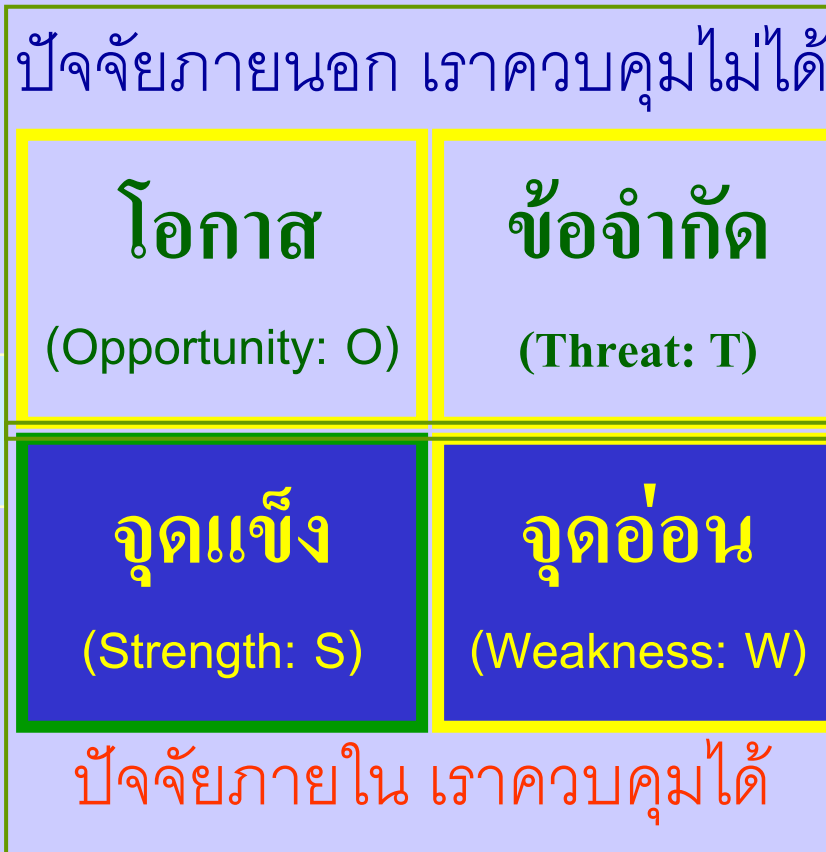 ปัจจัยภายนอก เราควบคุมไม่ได้
โอกาส
ข้อจำกัด
(Opportunity: O)
(Threat: T)
จุดแข็ง
จุดอ่อน
(Strength: S)
(Weakness: W)
ปัจจัยภายใน เราควบคุมได้